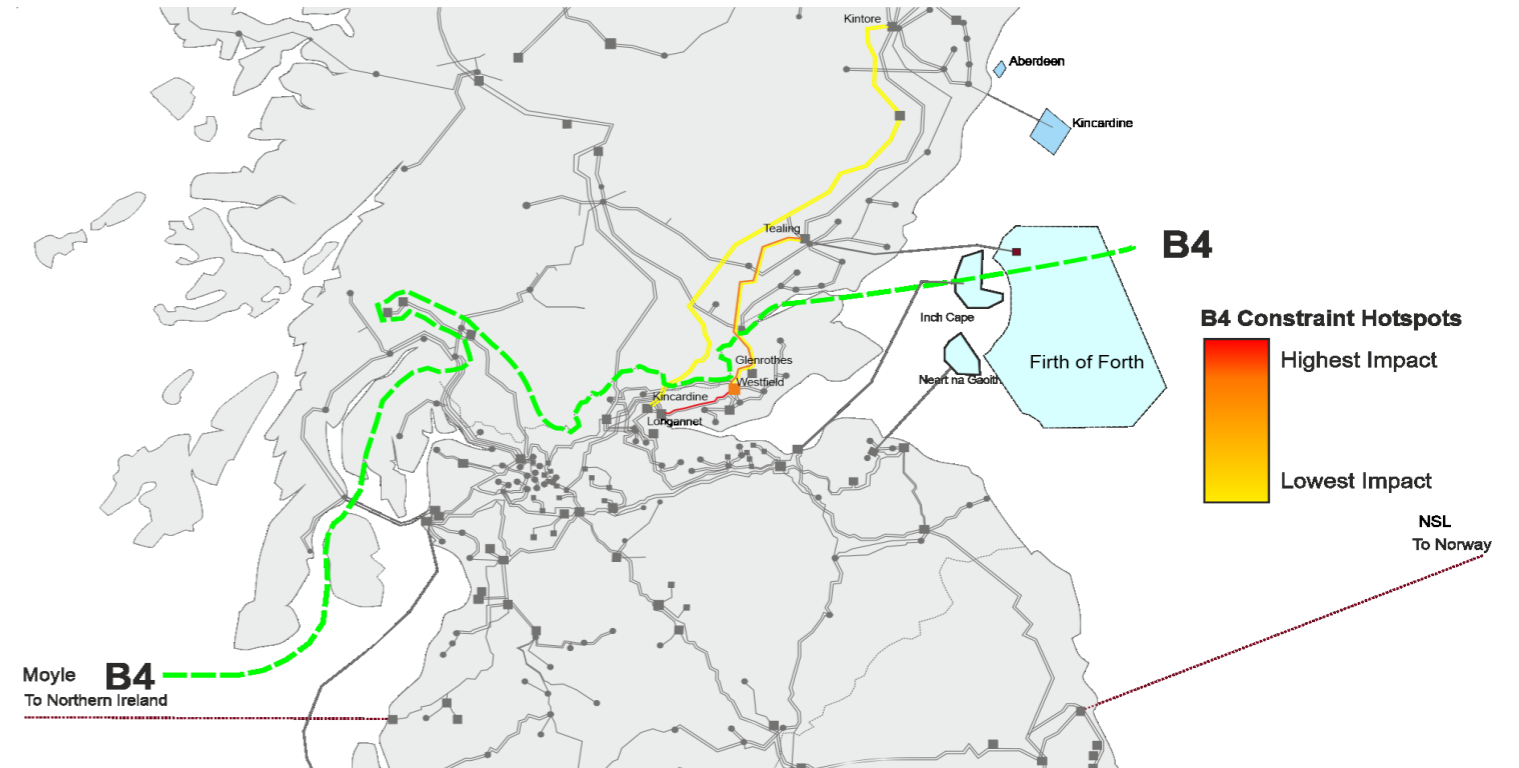 Kintore
Aberdeen
Kincardine
Tealing
B4
Inch Cape
B4 Constraint Hotspots
Highest Impact
Glenrothes
Firth of Forth
Neart na Gaoith
Westfield
Kincardine
Longannet
Lowest Impact
NSL
To Norway
Moyle
B4
To Northern Ireland